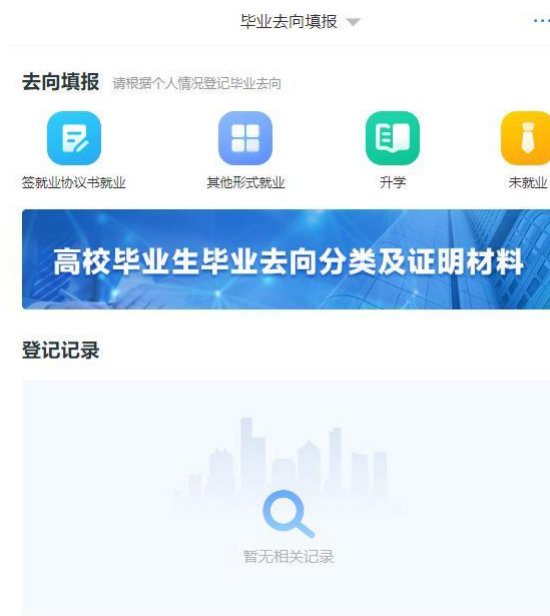 毕业去向填报
去向填报 请根据个人情况登记毕业去向
签就业协议书就业 其他形式就业 升学 未就业
高校毕业生毕业去向分类及证明材料
登记记录
暂无相关记录